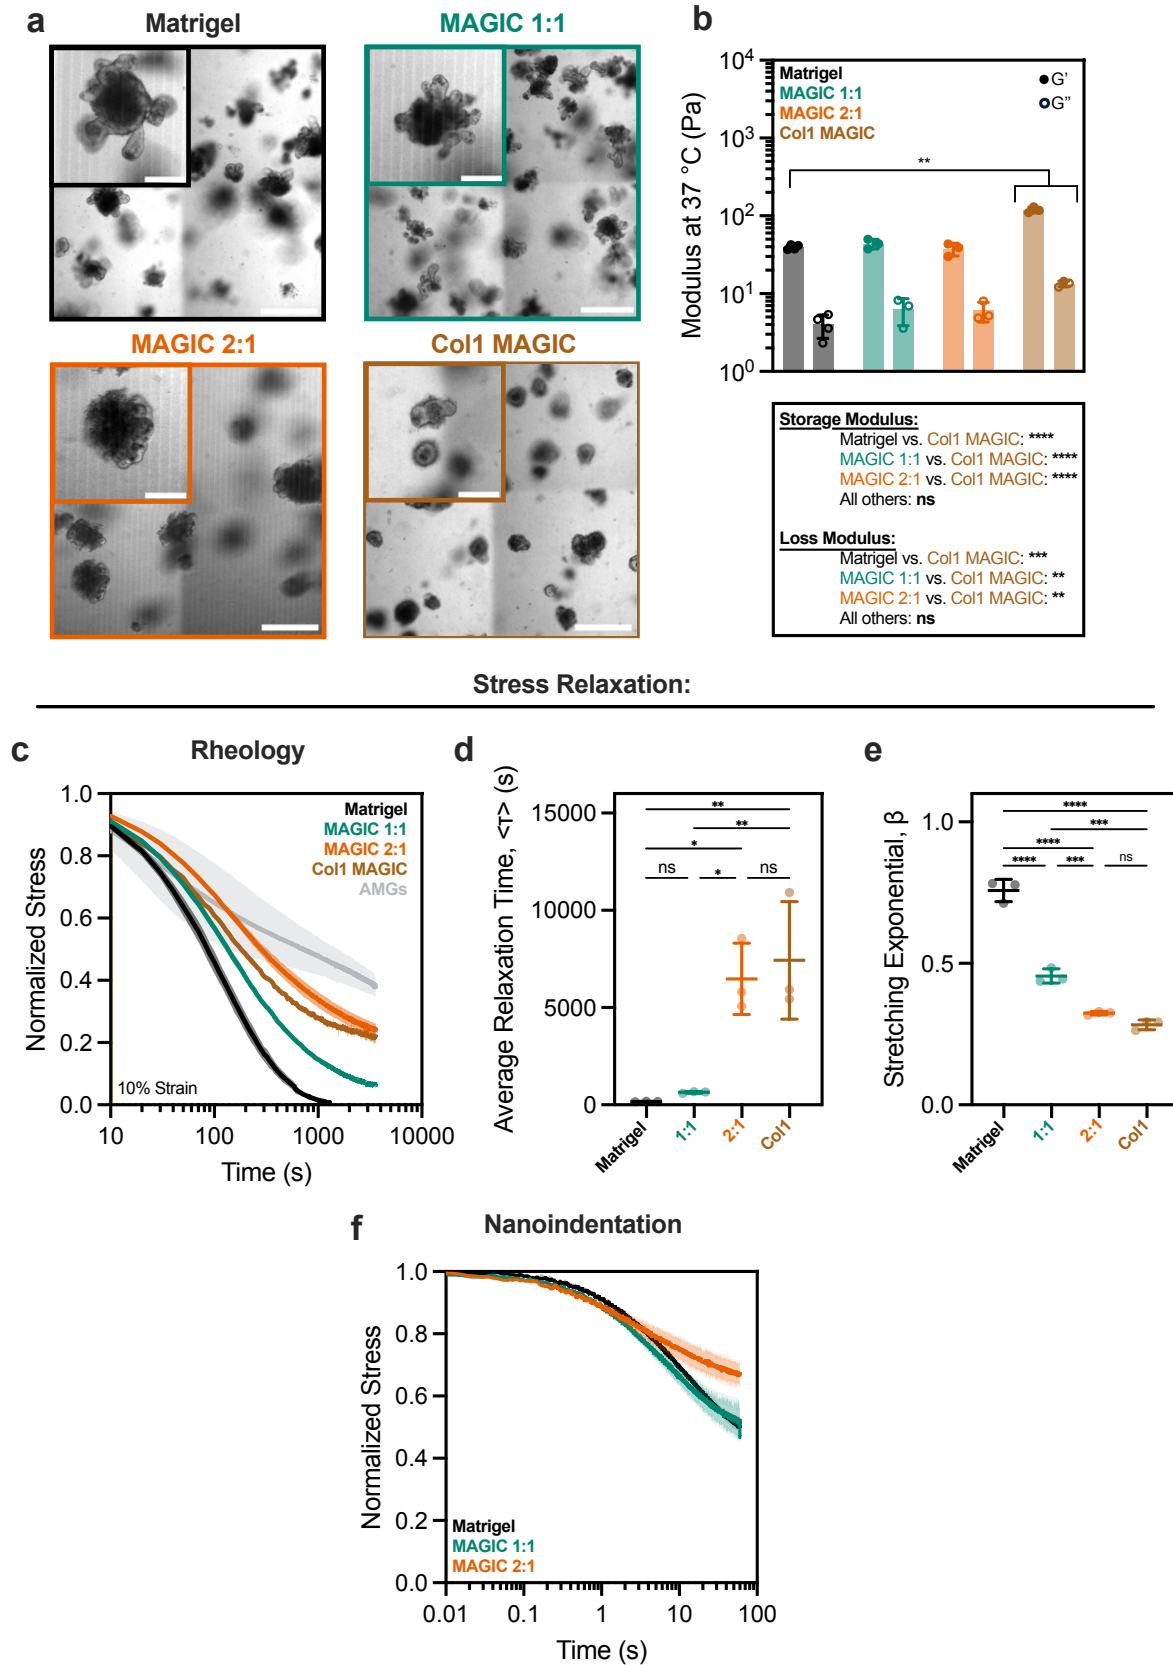 a
Matrigel
MAGIC 1:1
MAGIC 2:1
Col1 MAGIC
b
Modulus at 37 °C (Pa)
10⁴
10³
10²
10¹
10⁰
Matrigel
MAGIC 1:1
MAGIC 2:1
Col1 MAGIC
G'
G''
**
Storage Modulus:
Matrigel vs. Col1 MAGIC: ****
MAGIC 1:1 vs. Col1 MAGIC: ****
MAGIC 2:1 vs. Col1 MAGIC: ****
All others: ns
Loss Modulus:
Matrigel vs. Col1 MAGIC: ***
MAGIC 1:1 vs. Col1 MAGIC: **
MAGIC 2:1 vs. Col1 MAGIC: **
All others: ns
Stress Relaxation:
c
Rheology
Normalized Stress
1.0
0.8
0.6
0.4
0.2
0.0
Matrigel
MAGIC 1:1
MAGIC 2:1
Col1 MAGIC
AMGs
10% Strain
10 100 1000 10000
Time (s)
d
Average Relaxation Time, <τ> (s)
15000
10000
5000
0
**
**
*
ns * ns
Matrigel 1:1 2:1 Col1
e
Stretching Exponential, β
1.0
0.5
0.0
****
***
****
**** *** ns
Matrigel 1:1 2:1 Col1
f
Nanoindentation
Normalized Stress
1.0
0.8
0.6
0.4
0.2
0.0
Matrigel
MAGIC 1:1
MAGIC 2:1
0.01 0.1 1 10 100
Time (s)